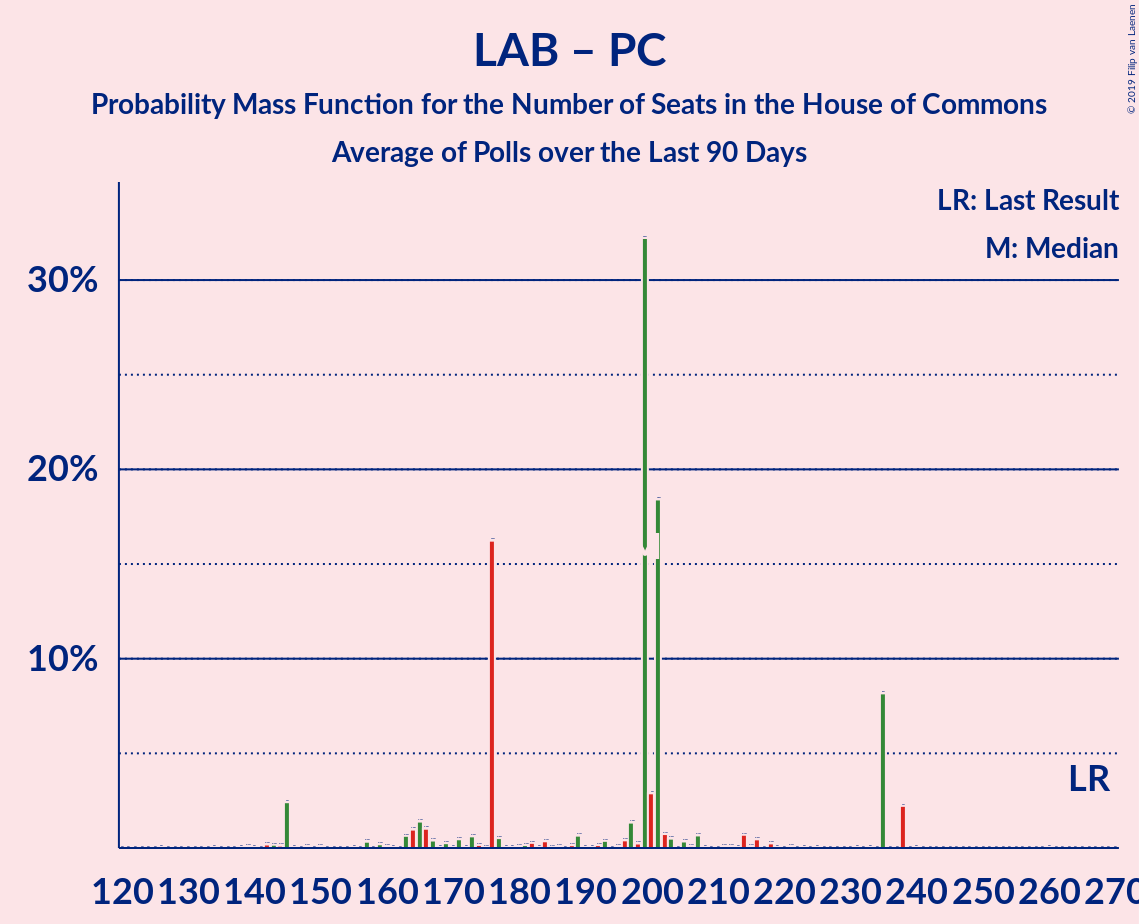 LAB – PC
Probability Mass Function for the Number of Seats in the House of Commons
Average of Polls over the Last 90 Days
© 2019 Filip van Laenen
LR: Last Result
M: Median
30%
20%
10%
LR
120 130 140 150 160 170 180 190 200 210 220 230 240 250 260 270